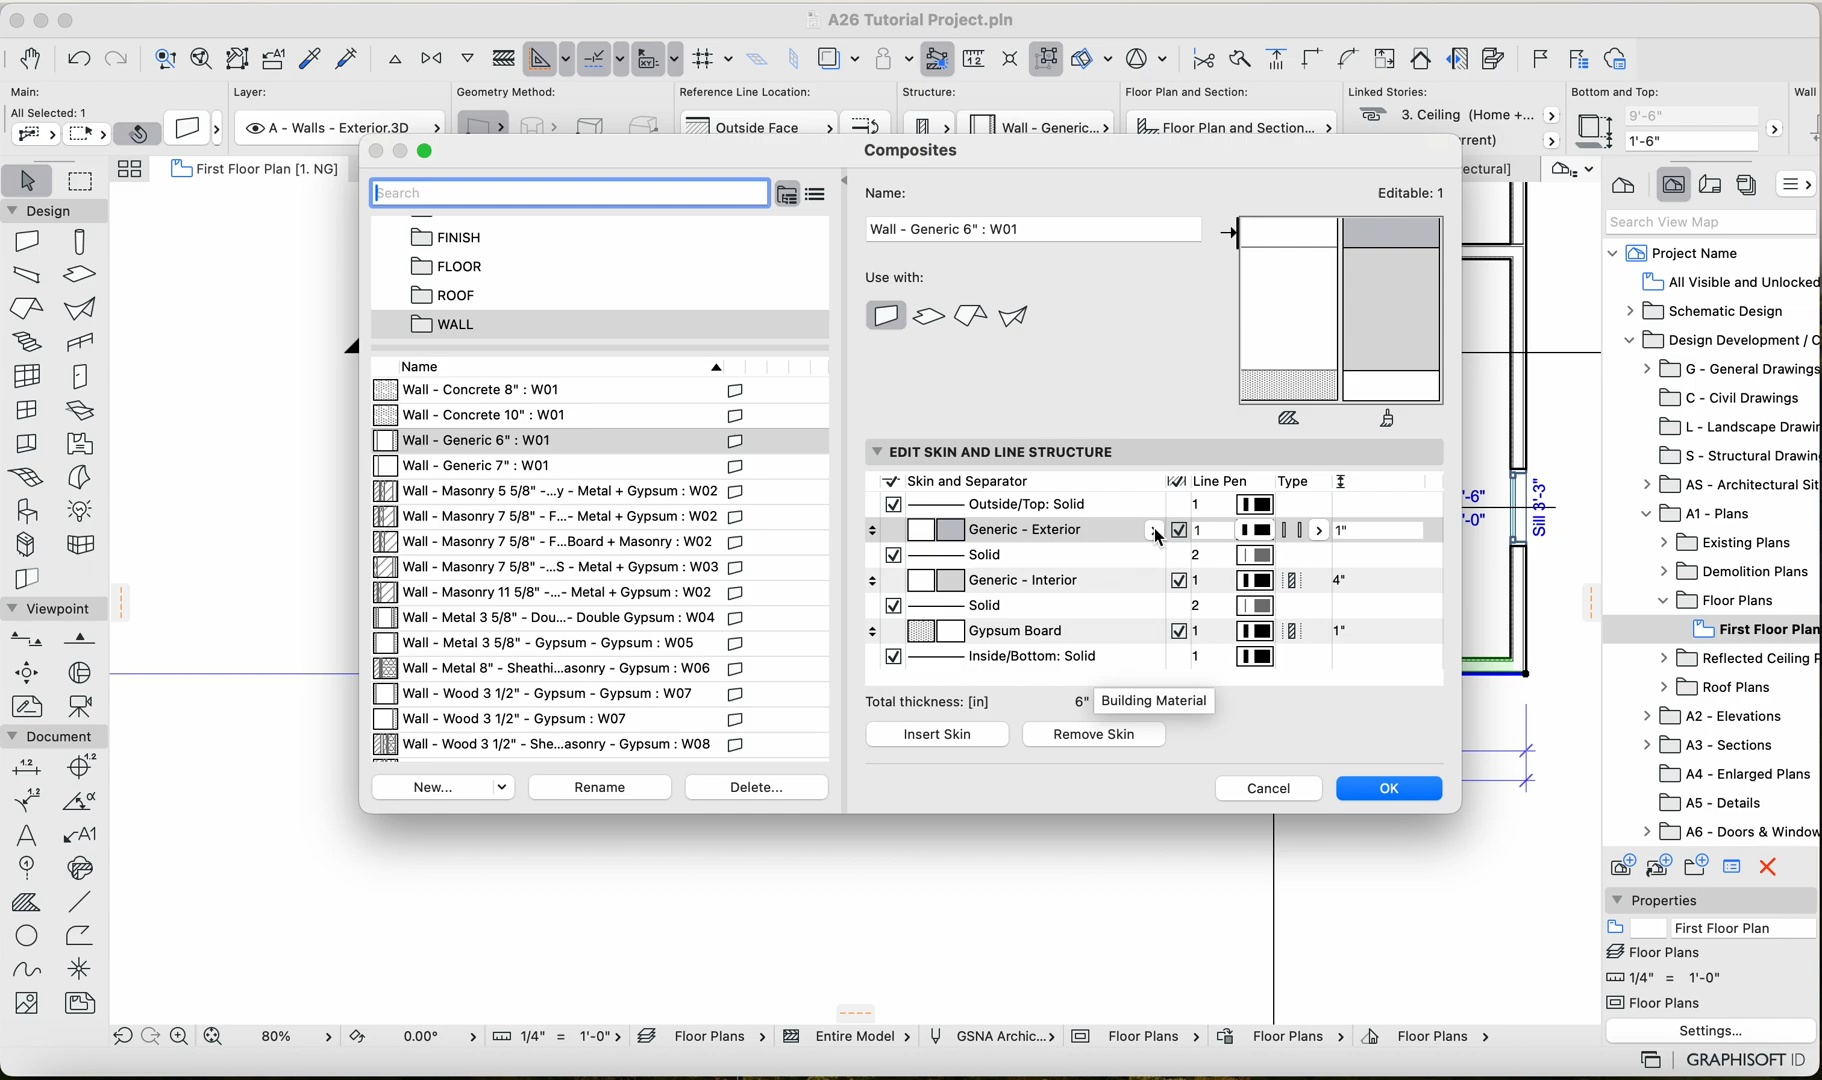 A26 Tutorial Project.pln
Main:
All Selected: 1
Layer:
A - Walls - Exterior.3D
Geometry Method:
Reference Line Location:
Outside Face
Structure:
Wall - Generic...
Floor Plan and Section:
Floor Plan and Section...
Linked Stories:
3. Ceiling (Home +...
rrent)
Bottom and Top:
9'-6"
1'-6"
Wall
First Floor Plan [1. NG]
ectural]
Composites
Search
FINISH
FLOOR
ROOF
WALL
Name
Wall - Concrete 8" : W01
Wall - Concrete 10" : W01
Wall - Generic 6" : W01
Wall - Generic 7" : W01
Wall - Masonry 5 5/8" -...y - Metal + Gypsum : W02
Wall - Masonry 7 5/8" - F...- Metal + Gypsum : W02
Wall - Masonry 7 5/8" - F...Board + Masonry : W02
Wall - Masonry 7 5/8" -...S - Metal + Gypsum : W03
Wall - Masonry 11 5/8" -...- Metal + Gypsum : W02
Wall - Metal 3 5/8" - Dou...- Double Gypsum : W04
Wall - Metal 3 5/8" - Gypsum - Gypsum : W05
Wall - Metal 8" - Sheathi...asonry - Gypsum : W06
Wall - Wood 3 1/2" - Gypsum - Gypsum : W07
Wall - Wood 3 1/2" - Gypsum : W07
Wall - Wood 3 1/2" - She...asonry - Gypsum : W08
New...
Rename
Delete...
Name:
Editable: 1
Wall - Generic 6" : W01
Use with:
EDIT SKIN AND LINE STRUCTURE
Skin and Separator
Line Pen
Type
Outside/Top: Solid
1
Generic - Exterior
1
1"
Solid
2
Generic - Interior
1
4"
Solid
2
Gypsum Board
1
1"
Inside/Bottom: Solid
1
Total thickness: [in]
6"
Building Material
Insert Skin
Remove Skin
Cancel
OK
Design
Viewpoint
Document
'-6"
'-0"
Sill 3'-3"
Search View Map
Project Name
All Visible and Unlocked
Schematic Design
Design Development / C
G - General Drawings
C - Civil Drawings
L - Landscape Drawin
S - Structural Drawin
AS - Architectural Sit
A1 - Plans
Existing Plans
Demolition Plans
Floor Plans
First Floor Plan
Reflected Ceiling P
Roof Plans
A2 - Elevations
A3 - Sections
A4 - Enlarged Plans
A5 - Details
A6 - Doors & Window
Properties
First Floor Plan
Floor Plans
1/4" = 1'-0"
Floor Plans
Settings...
80%
0.00°
1/4" = 1'-0"
Floor Plans
Entire Model
GSNA Archic...
Floor Plans
Floor Plans
Floor Plans
GRAPHISOFT ID